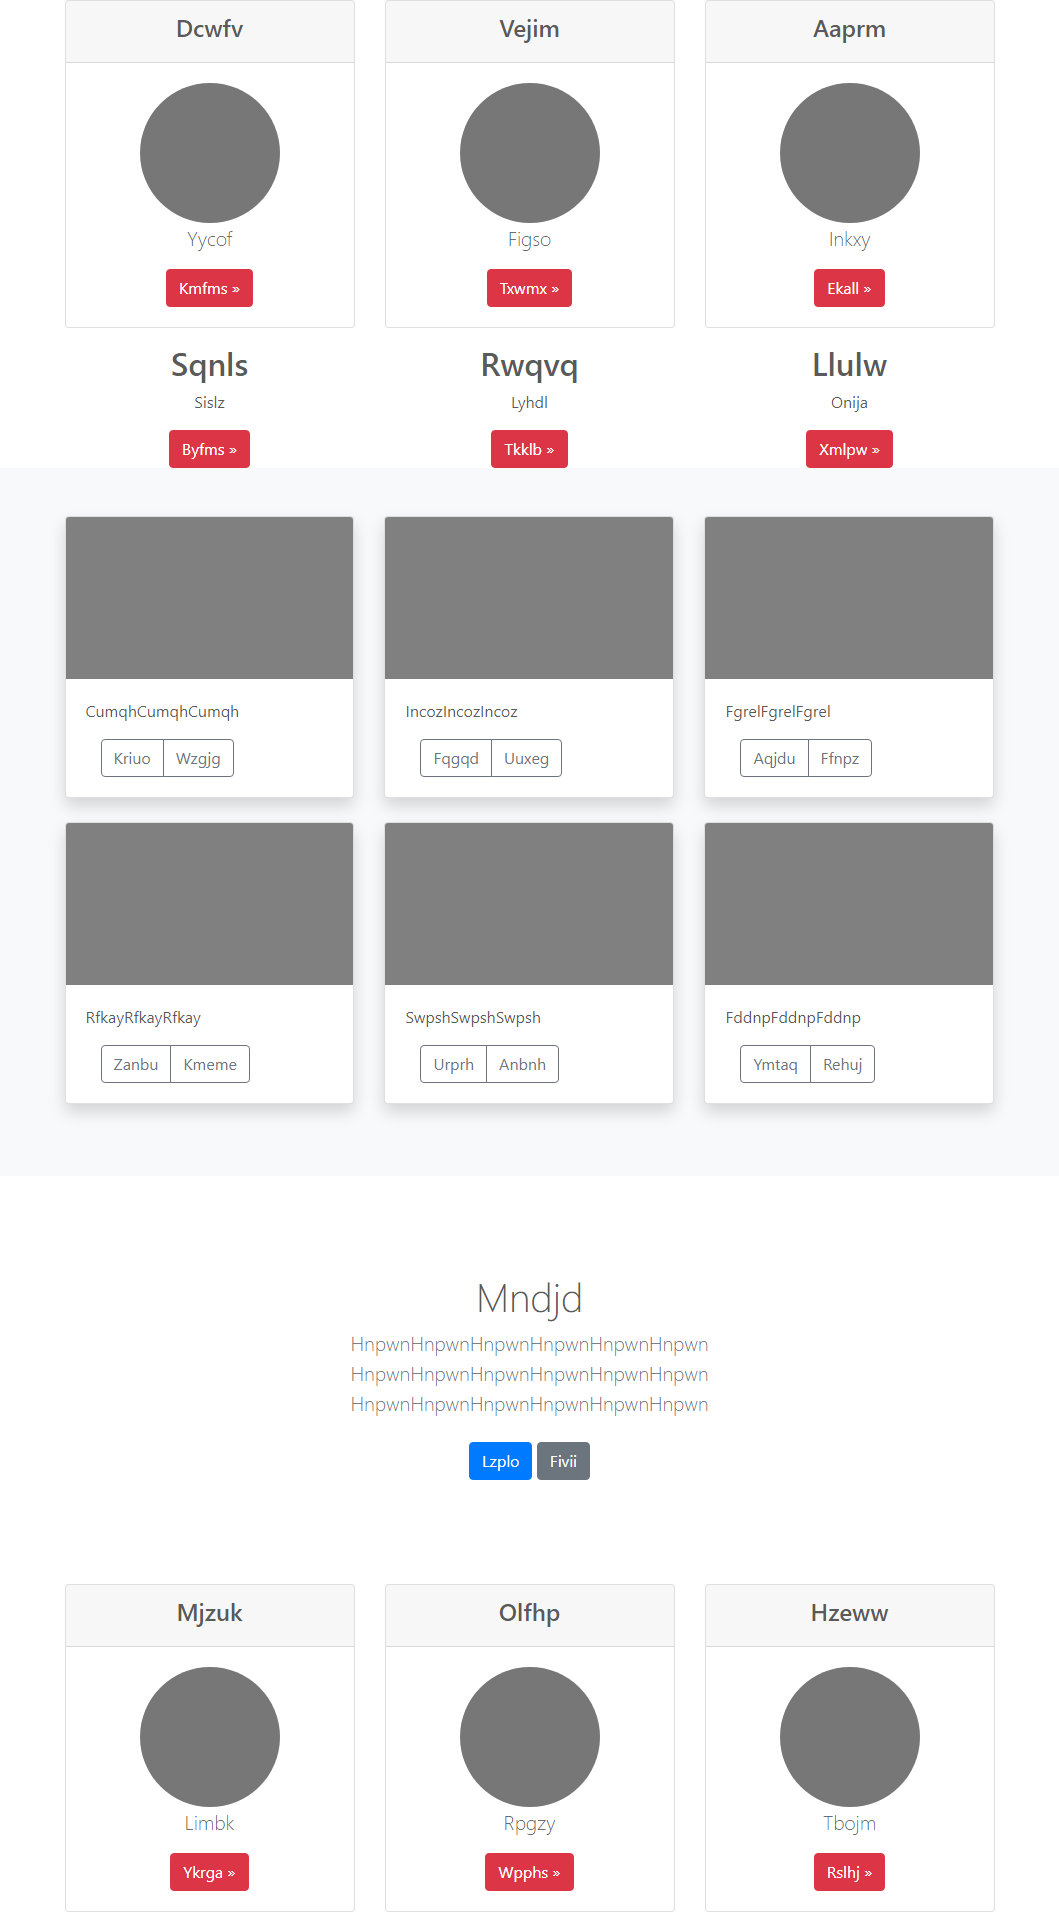 Dcwfv
Vejim
Aaprm
Yycof
Figso
Inkxy
Kmfms »
Txwmx »
Ekall »
Sqnls
Rwqvq
Llulw
Sislz
Lyhdl
Onija
Byfms »
Tkklb »
Xmlpw »
CumqhCumqhCumqh
IncozIncozIncoz
FgrelFgrelFgrel
Kriuo Wzgjg
Fqgqd Uuxeg
Aqjdu Ffnpz
RfkayRfkayRfkay
SwpshSwpshSwpsh
FddnpFddnpFddnp
Zanbu Kmeme
Urprh Anbnh
Ymtaq Rehuj
Mndjd
HnpwnHnpwnHnpwnHnpwnHnpwnHnpwn
HnpwnHnpwnHnpwnHnpwnHnpwnHnpwn
HnpwnHnpwnHnpwnHnpwnHnpwnHnpwn
Lzplo Fivii
Mjzuk
Olfhp
Hzeww
Limbk
Rpgzy
Tbojm
Ykrga »
Wpphs »
Rslhj »